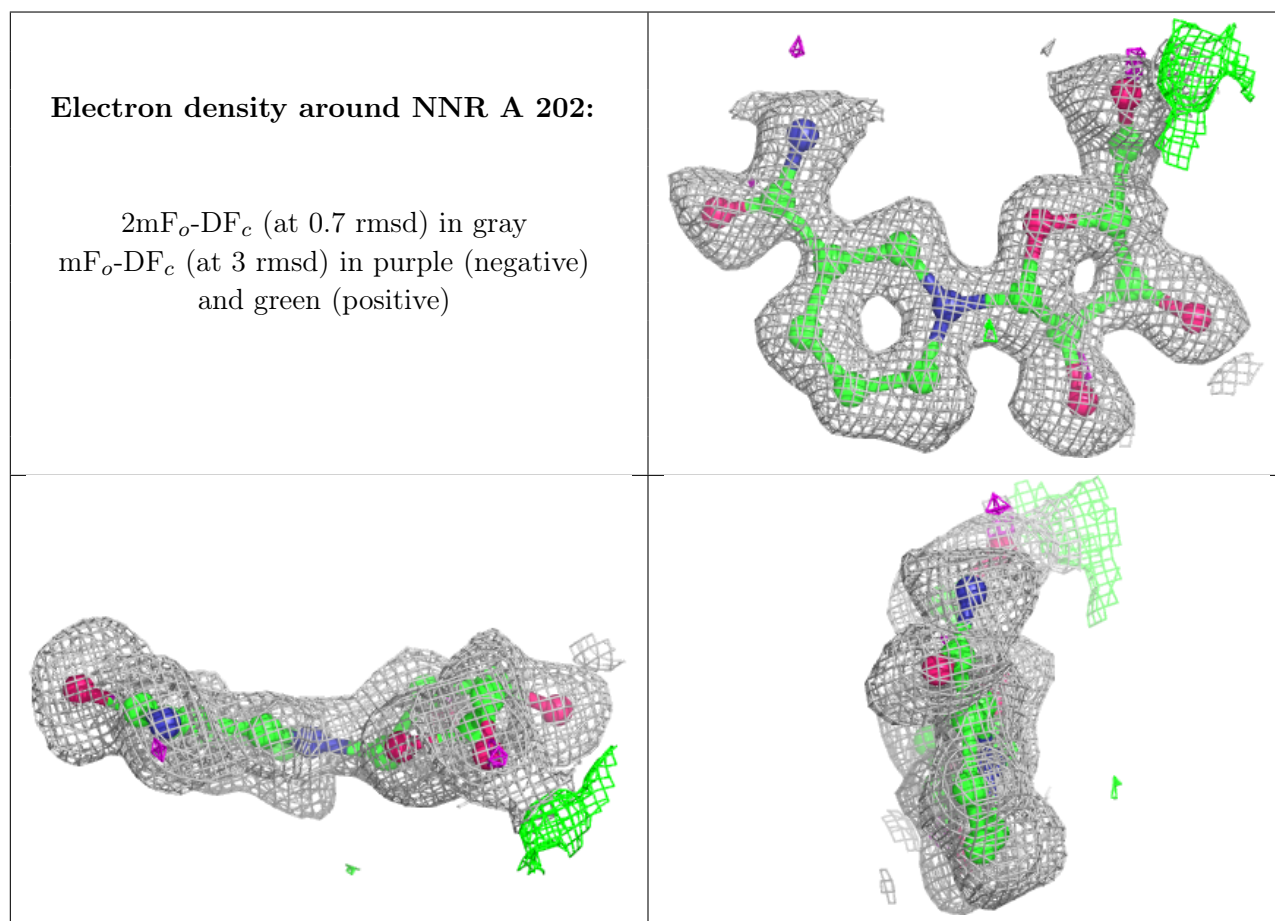 Electron density around NNR A 202:
2mFₒ-DF𝒸 (at 0.7 rmsd) in gray
mFₒ-DF𝒸 (at 3 rmsd) in purple (negative)
and green (positive)